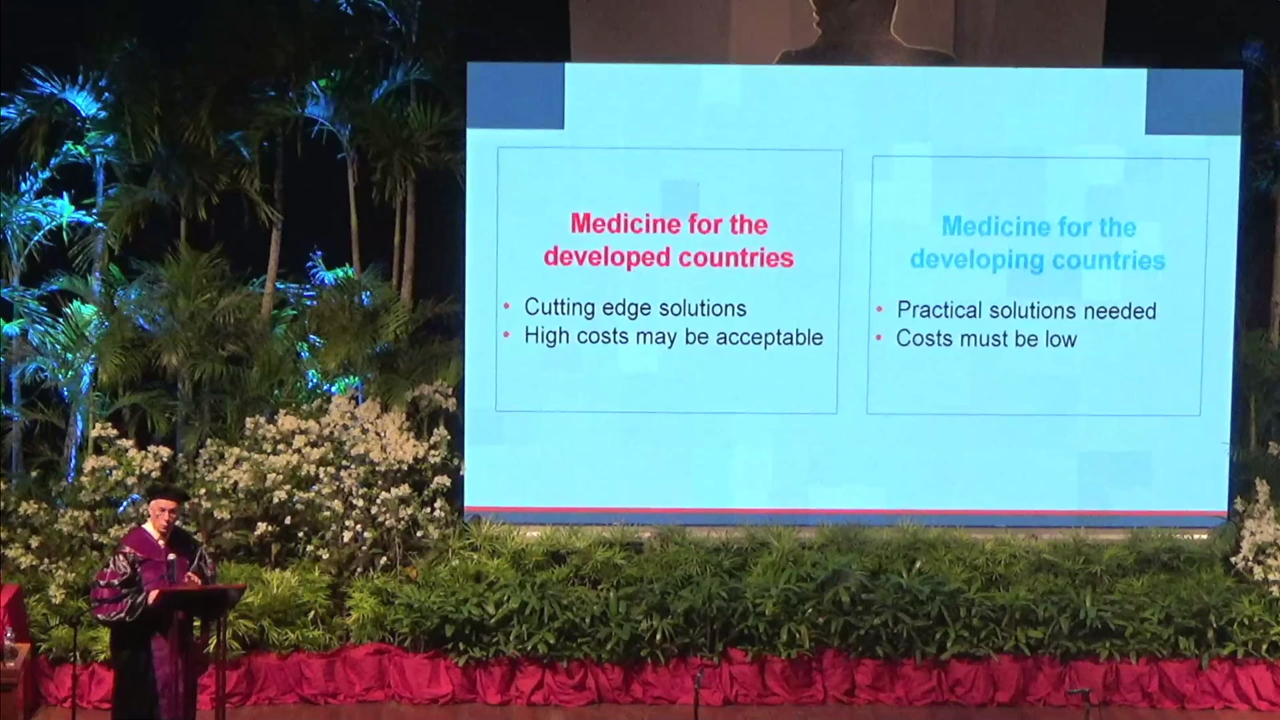 Medicine for the
developed countries
• Cutting edge solutions
• High costs may be acceptable
Medicine for the
developing countries
• Practical solutions needed
• Costs must be low